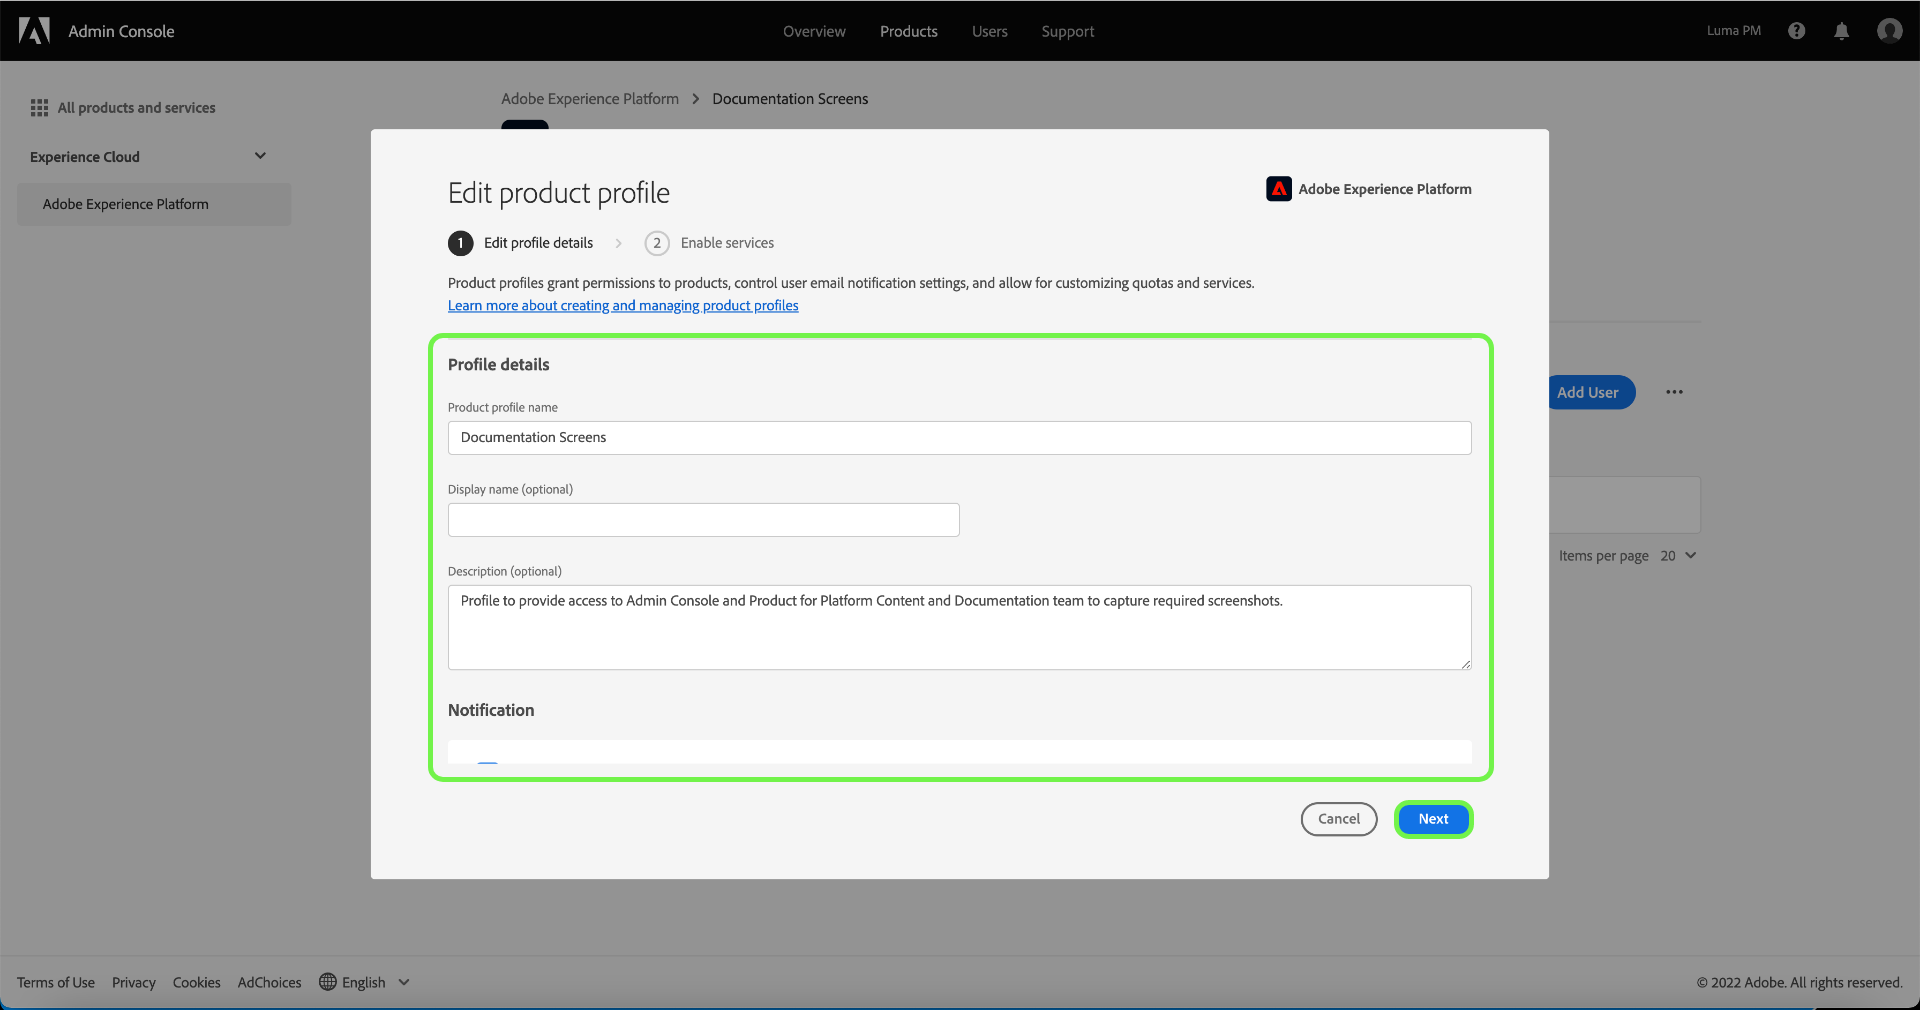 Admin Console
Overview Products Users Support
Luma PM
All products and services
Experience Cloud
Adobe Experience Platform
Adobe Experience Platform > Documentation Screens
Edit product profile
Adobe Experience Platform
1 Edit profile details > 2 Enable services
Product profiles grant permissions to products, control user email notification settings, and allow for customizing quotas and services.
Learn more about creating and managing product profiles
Profile details
Product profile name
Documentation Screens
Display name (optional)
Description (optional)
Profile to provide access to Admin Console and Product for Platform Content and Documentation team to capture required screenshots.
Notification
Cancel Next
Add User
Items per page 20
Terms of Use Privacy Cookies AdChoices English
© 2022 Adobe. All rights reserved.